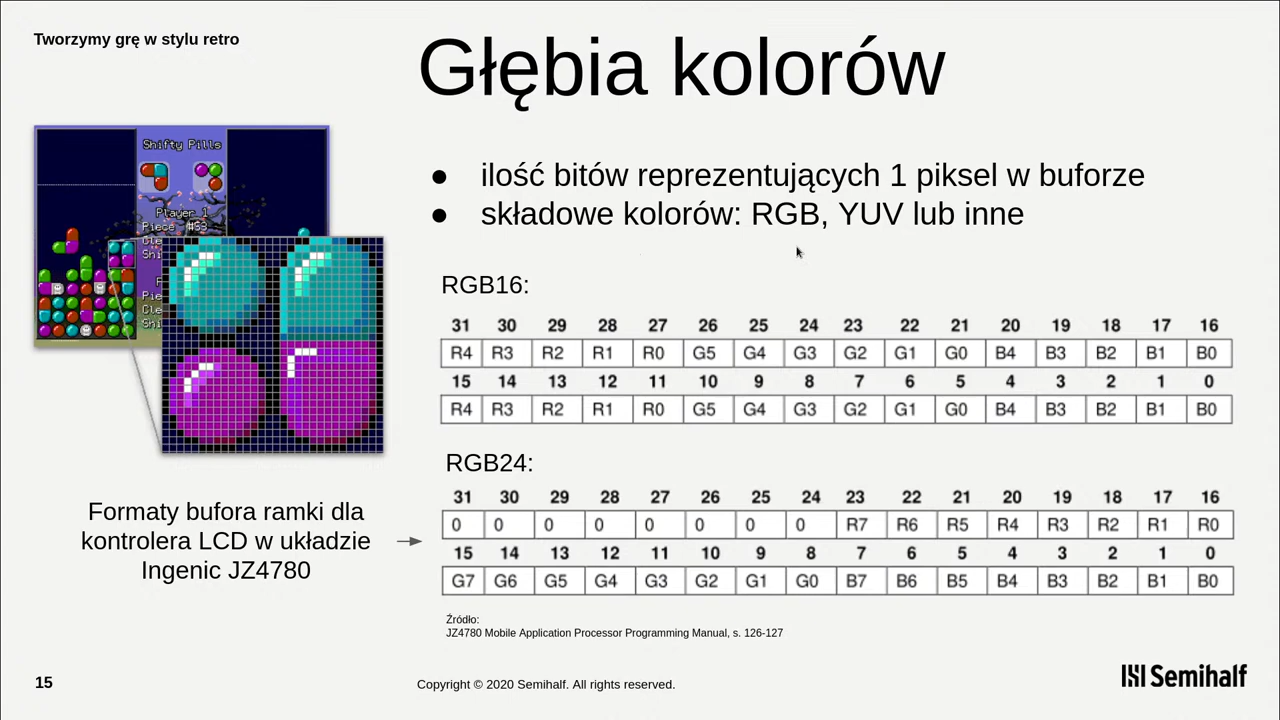 Tworzymy grę w stylu retro
Głębia kolorów
● ilość bitów reprezentujących 1 piksel w buforze
● składowe kolorów: RGB, YUV lub inne
Shifty Pills
Player 1
Piece #63
Cle
Shi
P
Pie
Cle
Shi
RGB16:
31 30 29 28 27 26 25 24 23 22 21 20 19 18 17 16
R4 R3 R2 R1 R0 G5 G4 G3 G2 G1 G0 B4 B3 B2 B1 B0
15 14 13 12 11 10 9 8 7 6 5 4 3 2 1 0
R4 R3 R2 R1 R0 G5 G4 G3 G2 G1 G0 B4 B3 B2 B1 B0
RGB24:
31 30 29 28 27 26 25 24 23 22 21 20 19 18 17 16
0 0 0 0 0 0 0 0 R7 R6 R5 R4 R3 R2 R1 R0
15 14 13 12 11 10 9 8 7 6 5 4 3 2 1 0
G7 G6 G5 G4 G3 G2 G1 G0 B7 B6 B5 B4 B3 B2 B1 B0
Formaty bufora ramki dla
kontrolera LCD w układzie
Ingenic JZ4780
Źródło:
JZ4780 Mobile Application Processor Programming Manual, s. 126-127
15
Copyright © 2020 Semihalf. All rights reserved.
Semihalf